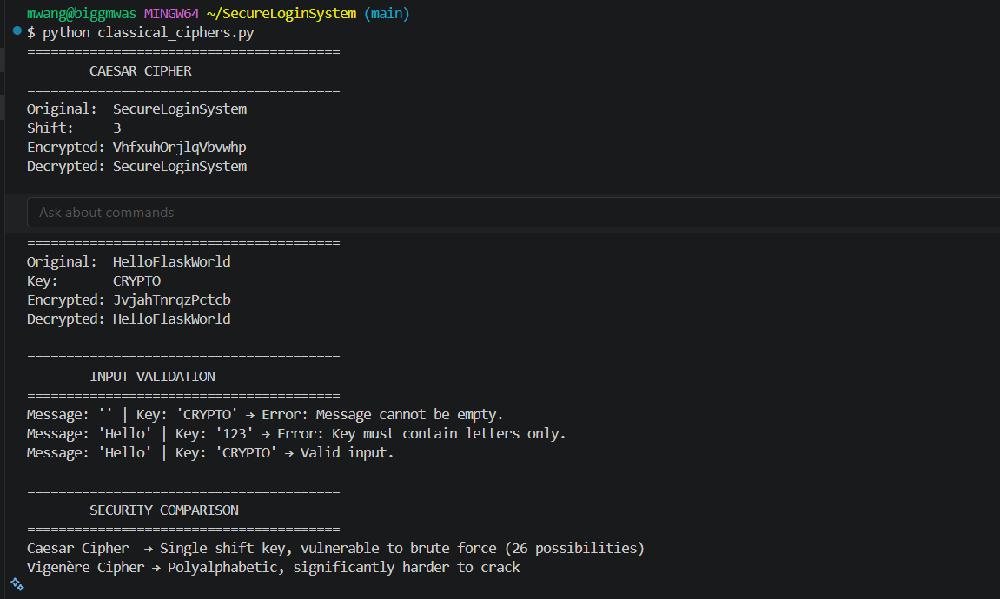 mwang@biggmwas MINGW64 ~/SecureLoginSystem (main)
$ python classical_ciphers.py
========================================
CAESAR CIPHER
========================================
Original:  SecureLoginSystem
Shift:     3
Encrypted: VhfxuhOrjlqVbvwhp
Decrypted: SecureLoginSystem
Ask about commands
========================================
Original:  HelloFlaskWorld
Key:       CRYPTO
Encrypted: JvjahTnrqzPctcb
Decrypted: HelloFlaskWorld
========================================
INPUT VALIDATION
========================================
Message: '' | Key: 'CRYPTO' → Error: Message cannot be empty.
Message: 'Hello' | Key: '123' → Error: Key must contain letters only.
Message: 'Hello' | Key: 'CRYPTO' → Valid input.
========================================
SECURITY COMPARISON
========================================
Caesar Cipher  → Single shift key, vulnerable to brute force (26 possibilities)
Vigenère Cipher → Polyalphabetic, significantly harder to crack